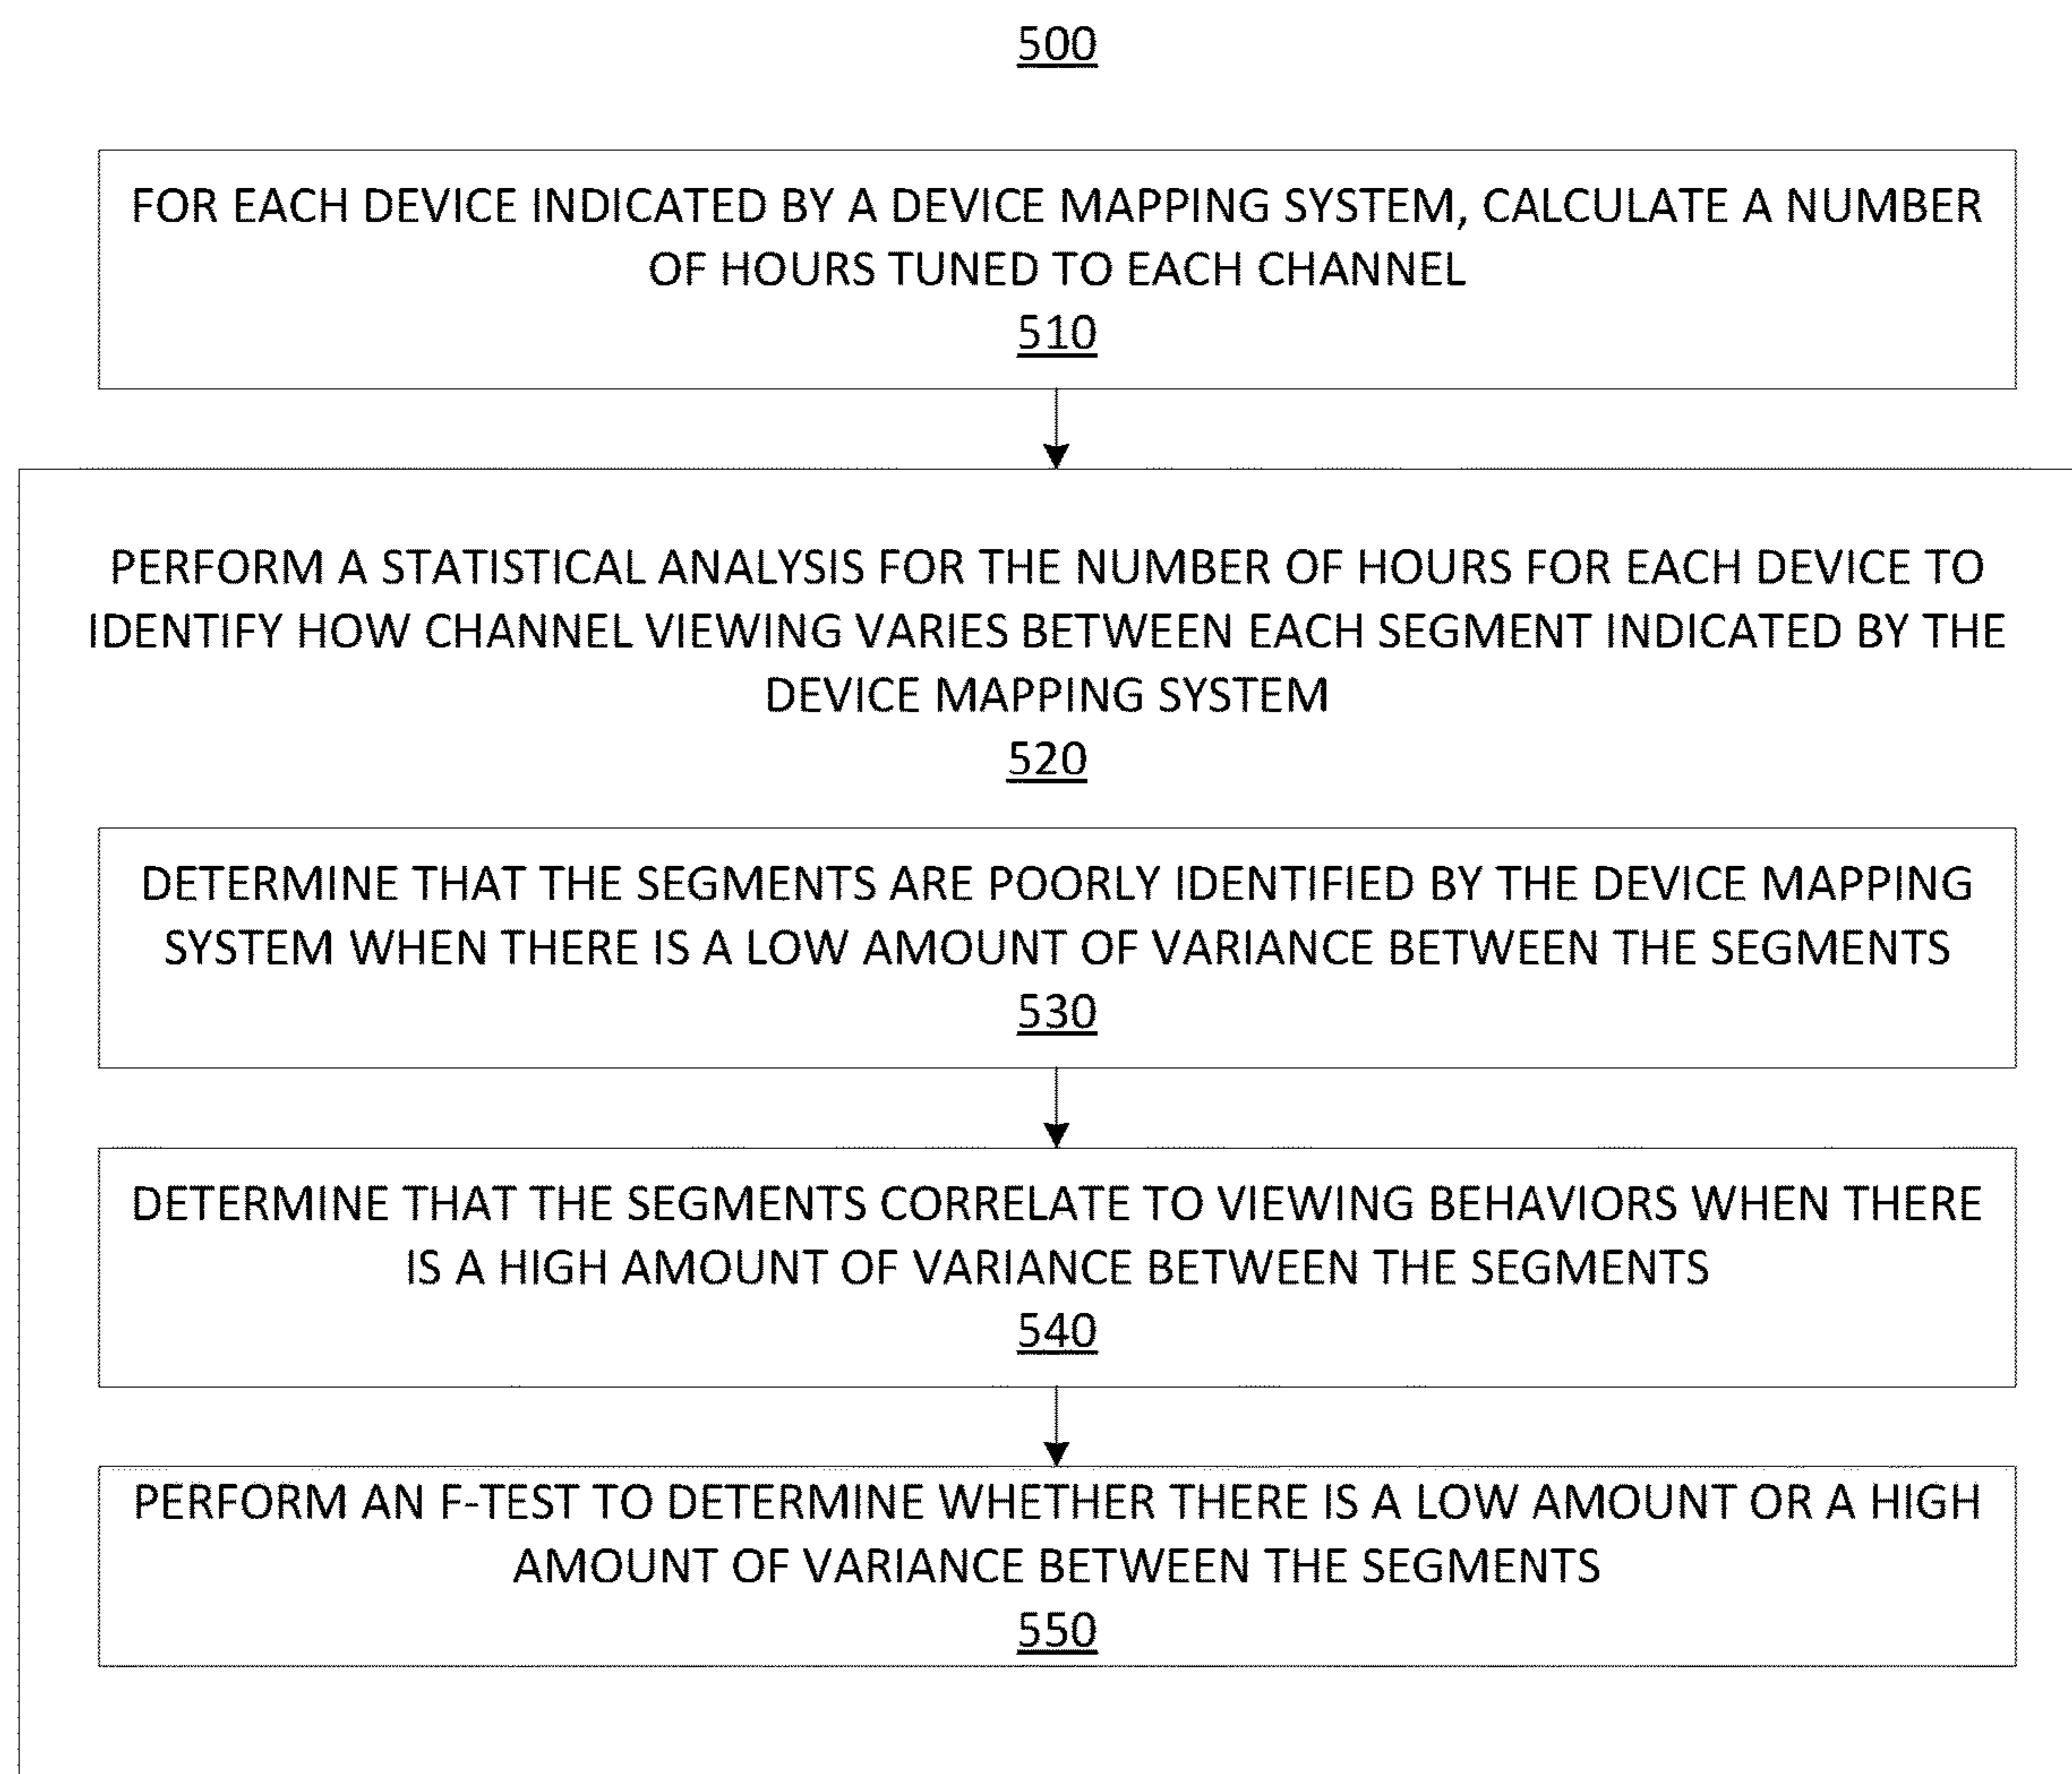 500
FOR EACH DEVICE INDICATED BY A DEVICE MAPPING SYSTEM, CALCULATE A NUMBER
OF HOURS TUNED TO EACH CHANNEL
510
PERFORM A STATISTICAL ANALYSIS FOR THE NUMBER OF HOURS FOR EACH DEVICE TO
IDENTIFY HOW CHANNEL VIEWING VARIES BETWEEN EACH SEGMENT INDICATED BY THE
DEVICE MAPPING SYSTEM
520
DETERMINE THAT THE SEGMENTS ARE POORLY IDENTIFIED BY THE DEVICE MAPPING
SYSTEM WHEN THERE IS A LOW AMOUNT OF VARIANCE BETWEEN THE SEGMENTS
530
DETERMINE THAT THE SEGMENTS CORRELATE TO VIEWING BEHAVIORS WHEN THERE
IS A HIGH AMOUNT OF VARIANCE BETWEEN THE SEGMENTS
540
PERFORM AN F-TEST TO DETERMINE WHETHER THERE IS A LOW AMOUNT OR A HIGH
AMOUNT OF VARIANCE BETWEEN THE SEGMENTS
550